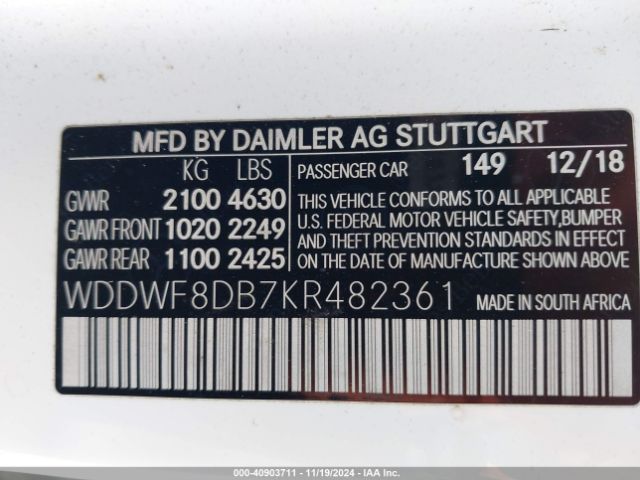 MFD BY DAIMLER AG STUTTGART
KG LBS
GVWR 2100 4630
GAWR FRONT 1020 2249
GAWR REAR 1100 2425
PASSENGER CAR 149 12/18
THIS VEHICLE CONFORMS TO ALL APPLICABLE
U.S. FEDERAL MOTOR VEHICLE SAFETY,BUMPER
AND THEFT PREVENTION STANDARDS IN EFFECT
ON THE DATE OF MANUFACTURE SHOWN ABOVE
WDDWF8DB7KR482361 MADE IN SOUTH AFRICA
000-40903711 - 11/19/2024 - IAAI.com